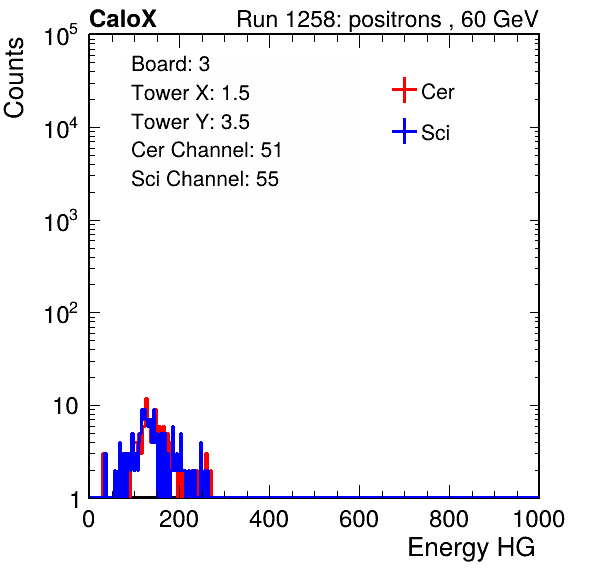 CaloX Run 1258: positrons , 60 GeV
Counts
Board: 3
Tower X: 1.5
Tower Y: 3.5
Cer Channel: 51
Sci Channel: 55
Cer
Sci
10^5
10^4
10^3
10^2
10
1
0 200 400 600 800 1000
Energy HG